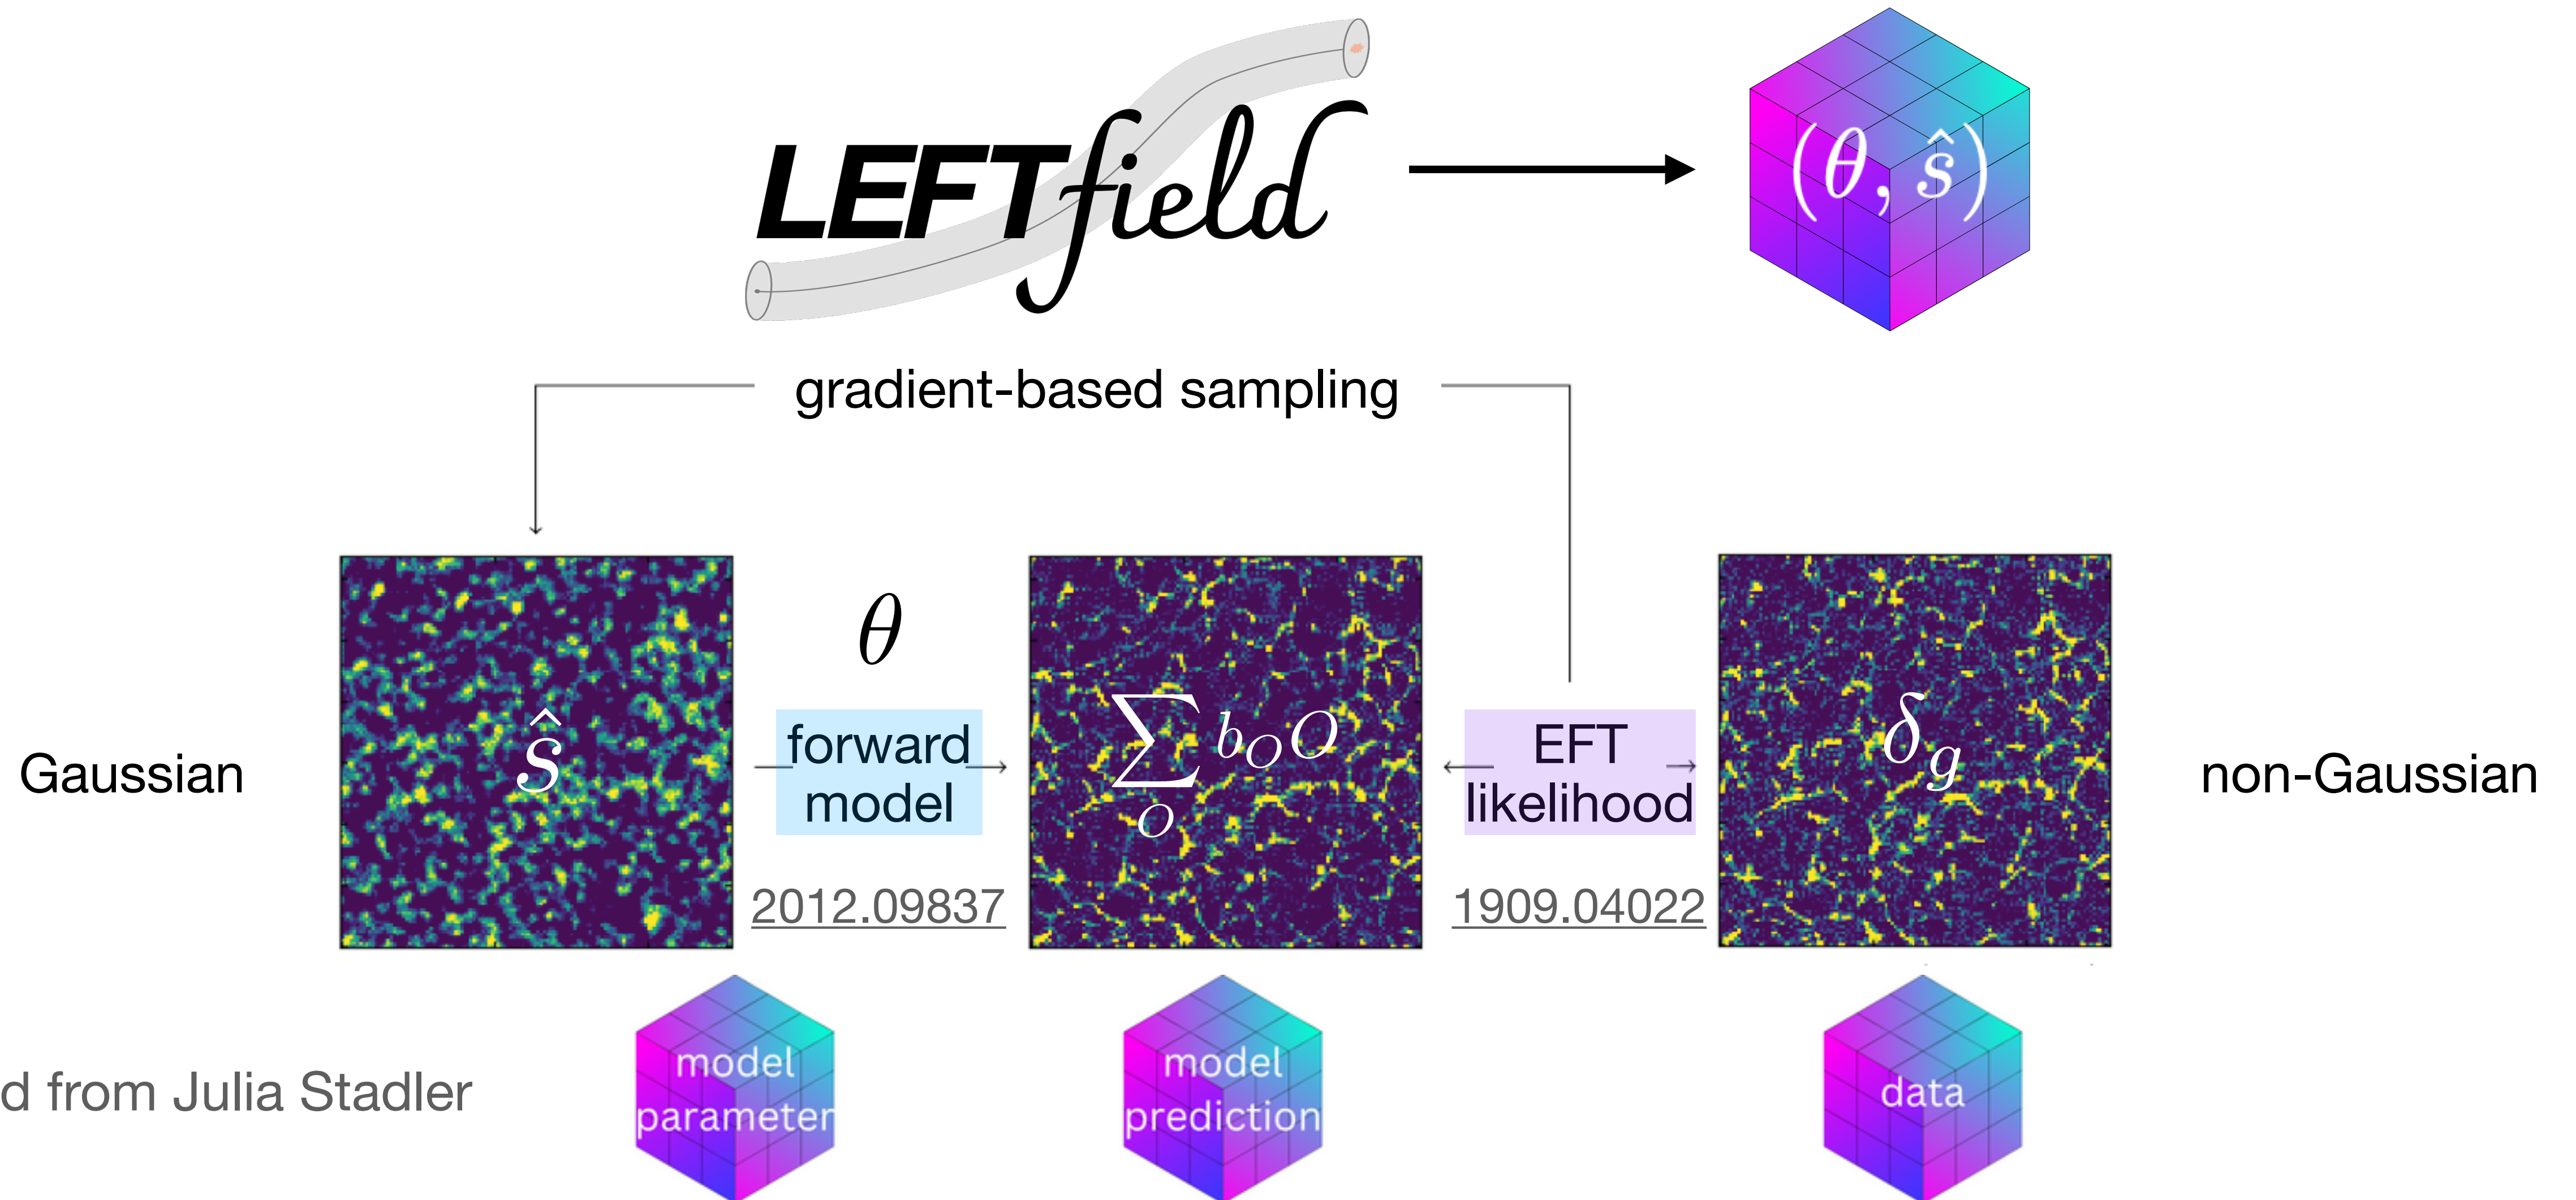 LEFTfield
(θ, ŝ)
gradient-based sampling
θ
Gaussian
ŝ
forward
model
∑ b_O O
O
EFT
likelihood
δ_g
non-Gaussian
2012.09837
1909.04022
model
parameter
model
prediction
data
d from Julia Stadler